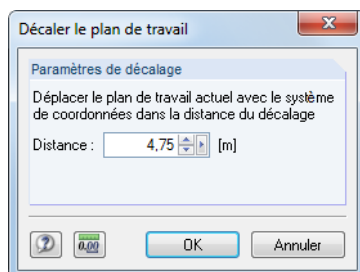 Décaler le plan de travail
Paramètres de décalage
Déplacer le plan de travail actuel avec le système
de coordonnées dans la distance du décalage
Distance : 4,75 [m]
0.00 OK Annuler